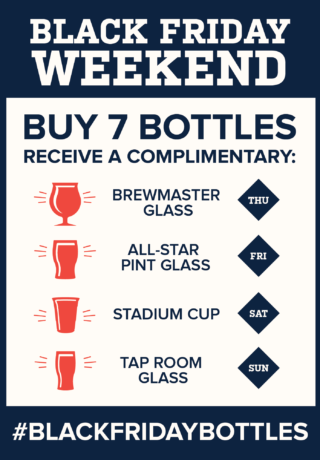 BLACK FRIDAY
WEEKEND
BUY 7 BOTTLES
RECEIVE A COMPLIMENTARY:
BREWMASTER
GLASS
THU
ALL-STAR
PINT GLASS
FRI
STADIUM CUP
SAT
TAP ROOM
GLASS
SUN
#BLACKFRIDAYBOTTLES